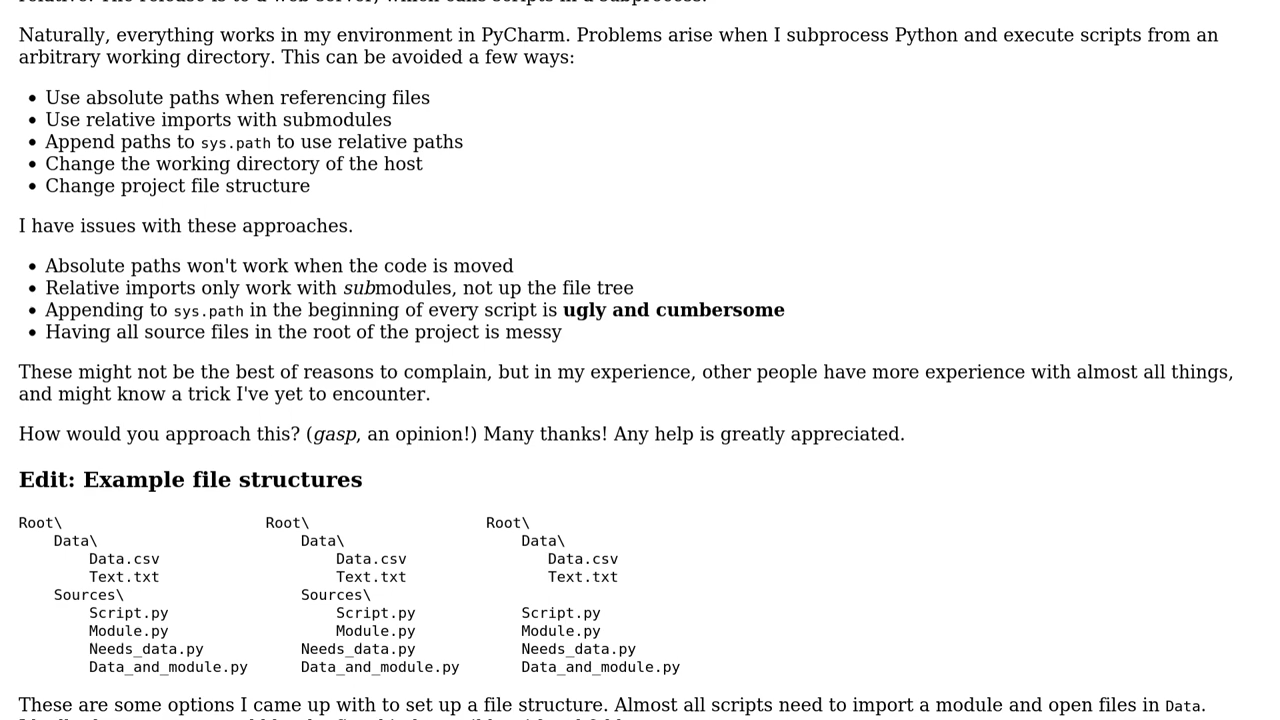 Naturally, everything works in my environment in PyCharm. Problems arise when I subprocess Python and execute scripts from an
arbitrary working directory. This can be avoided a few ways:
• Use absolute paths when referencing files
• Use relative imports with submodules
• Append paths to sys.path to use relative paths
• Change the working directory of the host
• Change project file structure
I have issues with these approaches.
• Absolute paths won't work when the code is moved
• Relative imports only work with submodules, not up the file tree
• Appending to sys.path in the beginning of every script is ugly and cumbersome
• Having all source files in the root of the project is messy
These might not be the best of reasons to complain, but in my experience, other people have more experience with almost all things,
and might know a trick I've yet to encounter.
How would you approach this? (gasp, an opinion!) Many thanks! Any help is greatly appreciated.
Edit: Example file structures
Root\                       Root\                    Root\
    Data\                       Data\                    Data\
        Data.csv                    Data.csv                Data.csv
        Text.txt                    Text.txt                Text.txt
    Sources\                    Sources\
        Script.py                   Script.py            Script.py
        Module.py                   Module.py            Module.py
        Needs_data.py           Needs_data.py            Needs_data.py
        Data_and_module.py      Data_and_module.py       Data_and_module.py
These are some options I came up with to set up a file structure. Almost all scripts need to import a module and open files in Data.